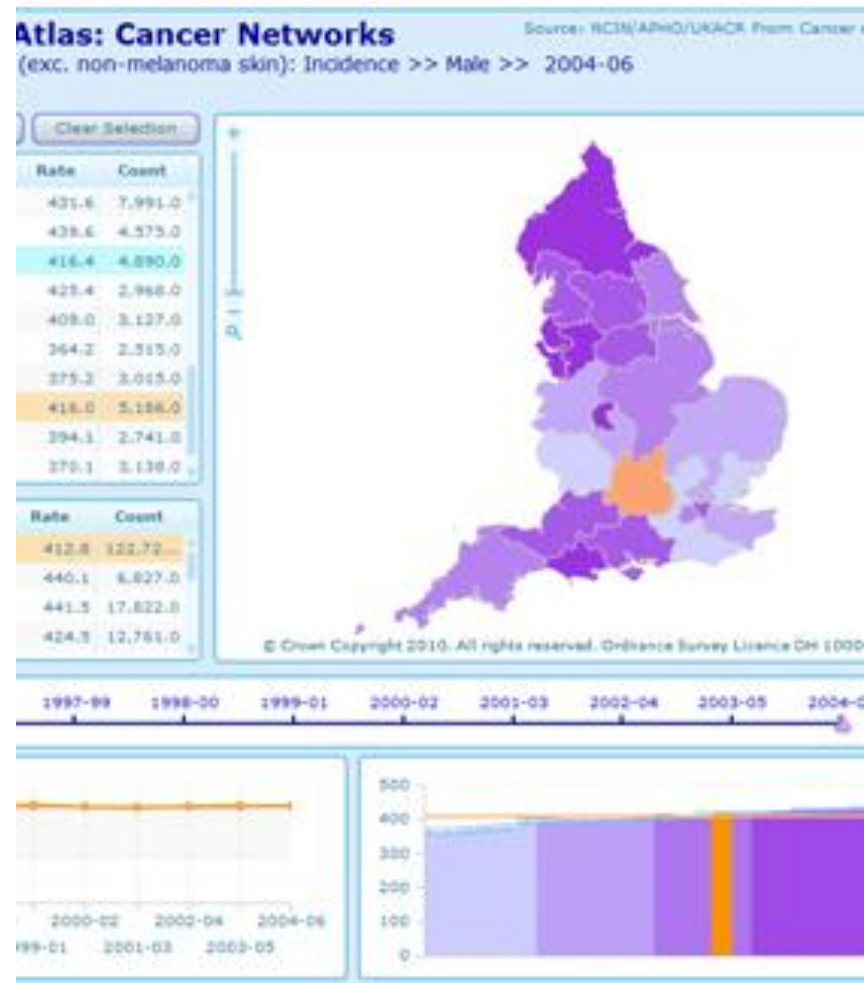 Atlas: Cancer Networks
Source: NCIN/APHO/UKACR From Cancer
(exc. non-melanoma skin): Incidence >> Male >> 2004-06
Clear Selection
Rate Count
431.6 7,991.0
439.6 4,575.0
416.4 4,890.0
425.4 2,968.0
409.0 3,127.0
364.2 2,515.0
375.2 3,015.0
418.0 5,186.0
394.1 2,741.0
370.1 3,138.0
Rate Count
412.8 122,72...
440.1 6,827.0
441.5 17,822.0
424.5 12,761.0
© Crown Copyright 2010. All rights reserved. Ordnance Survey Licence DH 1000
1997-99 1998-00 1999-01 2000-02 2001-03 2002-04 2003-05 2004-0
2000-02 2002-04 2004-06
999-01 2001-03 2003-05
500
400
300
200
100
0